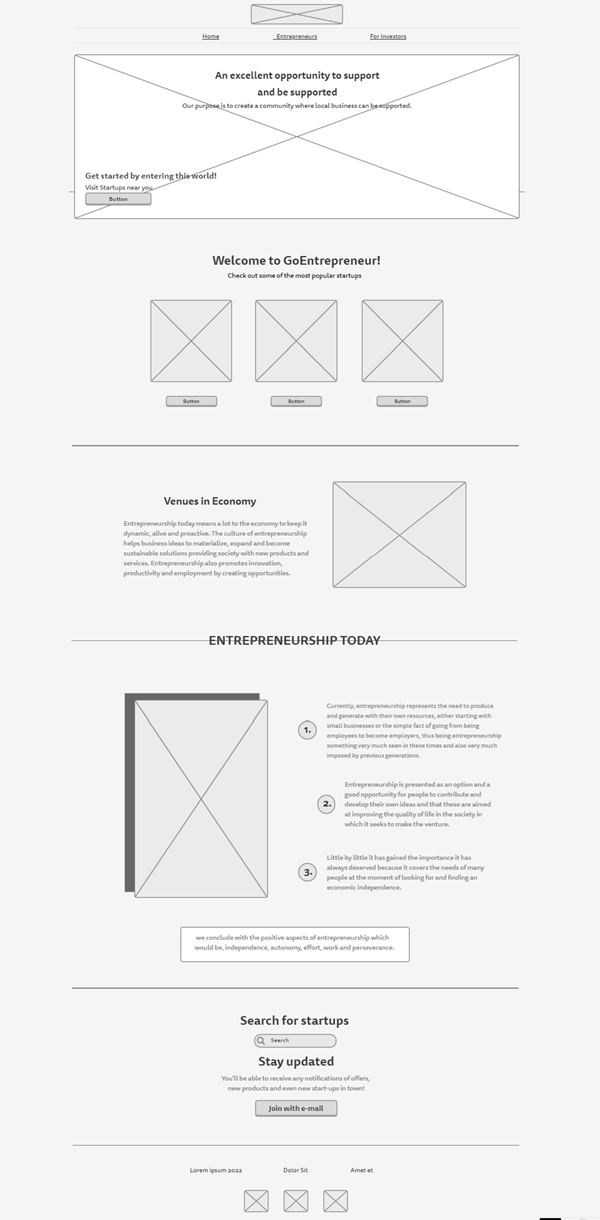 Home Entrepreneurs For Investors
An excellent opportunity to support
and be supported
Our purpose is to create a community where local business can be supported.
Get started by entering this world!
Visit Startups near you
Button
Welcome to GoEntrepreneur!
Check out some of the most popular startups
Button Button Button
Venues in Economy
Entrepreneurship today means a lot to the economy to keep it
dynamic, alive and proactive. The culture of entrepreneurship
helps business ideas to materialize, expand and become
sustainable solutions providing society with new products and
services. Entrepreneurship also promotes innovation,
productivity and employment by creating opportunities.
ENTREPRENEURSHIP TODAY
1.
Currently, entrepreneurship represents the need to produce
and generate with their own resources, either starting with
small businesses or the simple fact of going from being
employees to become employers, thus being entrepreneurship
something very much seen in these times and also very much
imposed by previous generations.
2.
Entrepreneurship is presented as an option and a
good opportunity for people to contribute and
develop their own ideas and that these are aimed
at improving the quality of life in the society in
which it seeks to make the venture.
3.
Little by little it has gained the importance it has
always deserved because it covers the needs of many
people at the moment of looking for and finding an
economic independence.
we conclude with the positive aspects of entrepreneurship which
would be, independence, autonomy, effort, work and perseverance.
Search for startups
Search
Stay updated
You'll be able to receive any notifications of offers,
new products and even new start-ups in town!
Join with e-mail
Lorem ipsum 2022 Dolor Sit Amet et